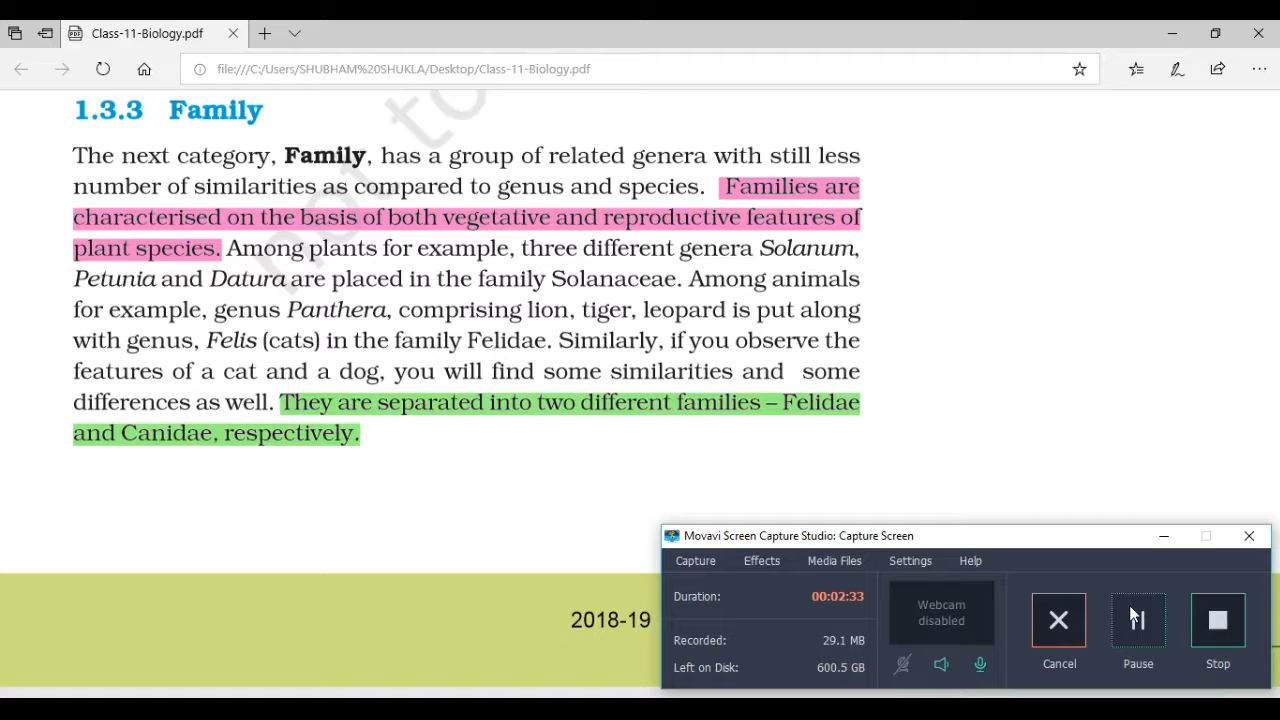 Class-11-Biology.pdf
file:///C:/Users/SHUBHAM%20SHUKLA/Desktop/Class-11-Biology.pdf
1.3.3 Family
The next category, Family, has a group of related genera with still less
number of similarities as compared to genus and species. Families are
characterised on the basis of both vegetative and reproductive features of
plant species. Among plants for example, three different genera Solanum,
Petunia and Datura are placed in the family Solanaceae. Among animals
for example, genus Panthera, comprising lion, tiger, leopard is put along
with genus, Felis (cats) in the family Felidae. Similarly, if you observe the
features of a cat and a dog, you will find some similarities and some
differences as well. They are separated into two different families – Felidae
and Canidae, respectively.
not to
2018-19
Movavi Screen Capture Studio: Capture Screen
Capture Effects Media Files Settings Help
Duration: 00:02:33
Recorded: 29.1 MB
Left on Disk: 600.5 GB
Webcam
disabled
Cancel Pause Stop